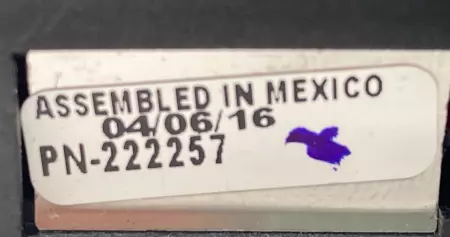 ASSEMBLED IN MEXICO
04/06/16
PN-222257